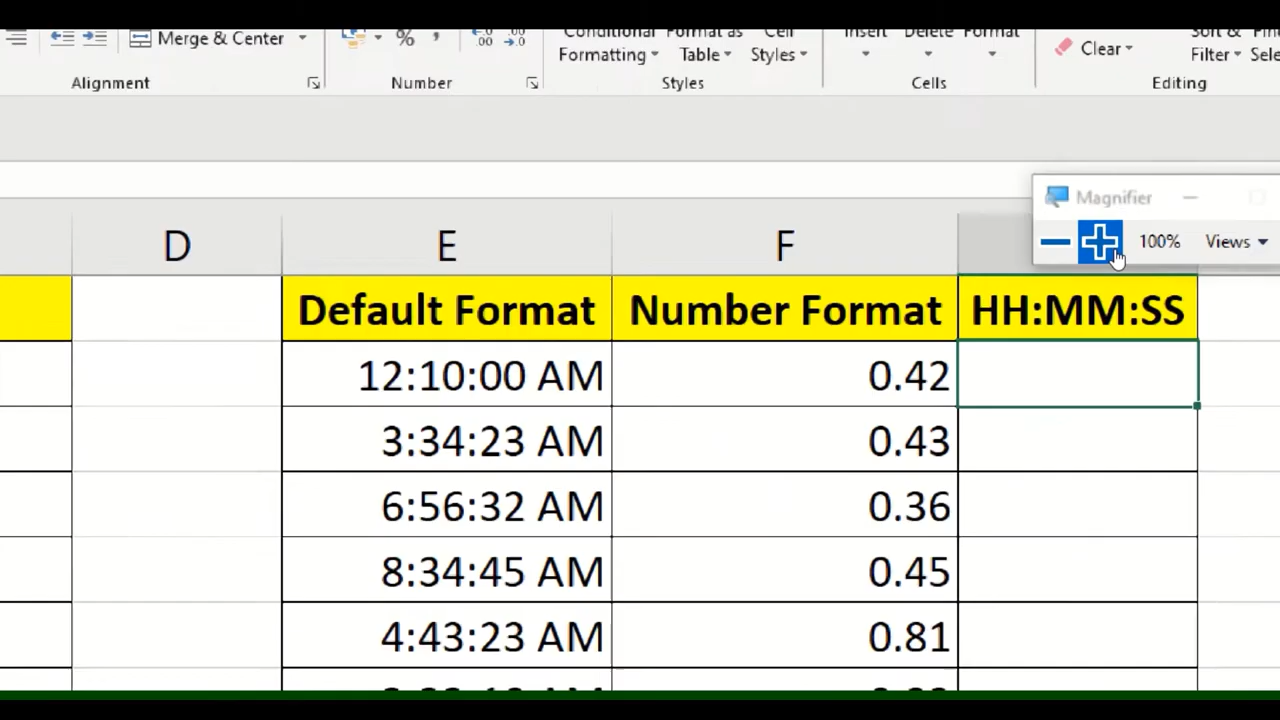 Merge & Center
%
,
Conditional
Format as
Cell
Insert
Delete
Format
Sort &
Formatting
Table
Styles
Clear
Filter
Alignment
Number
Styles
Cells
Editing
Magnifier
100%
Views
D
E
F
Default Format
Number Format
HH:MM:SS
12:10:00 AM
0.42
3:34:23 AM
0.43
6:56:32 AM
0.36
8:34:45 AM
0.45
4:43:23 AM
0.81